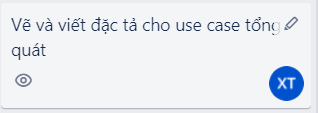 Vẽ và viết đặc tả cho use case tổng
quát
XT